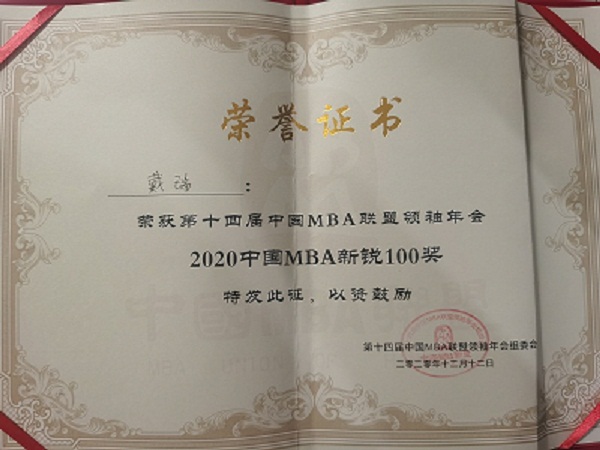 荣誉证书
戴瑞：
荣获第十四届中国MBA联盟领袖年会
2020中国MBA新锐100奖
特发此证，以资鼓励
第十四届中国MBA联盟领袖年会组委会
二零二零年十二月十二日